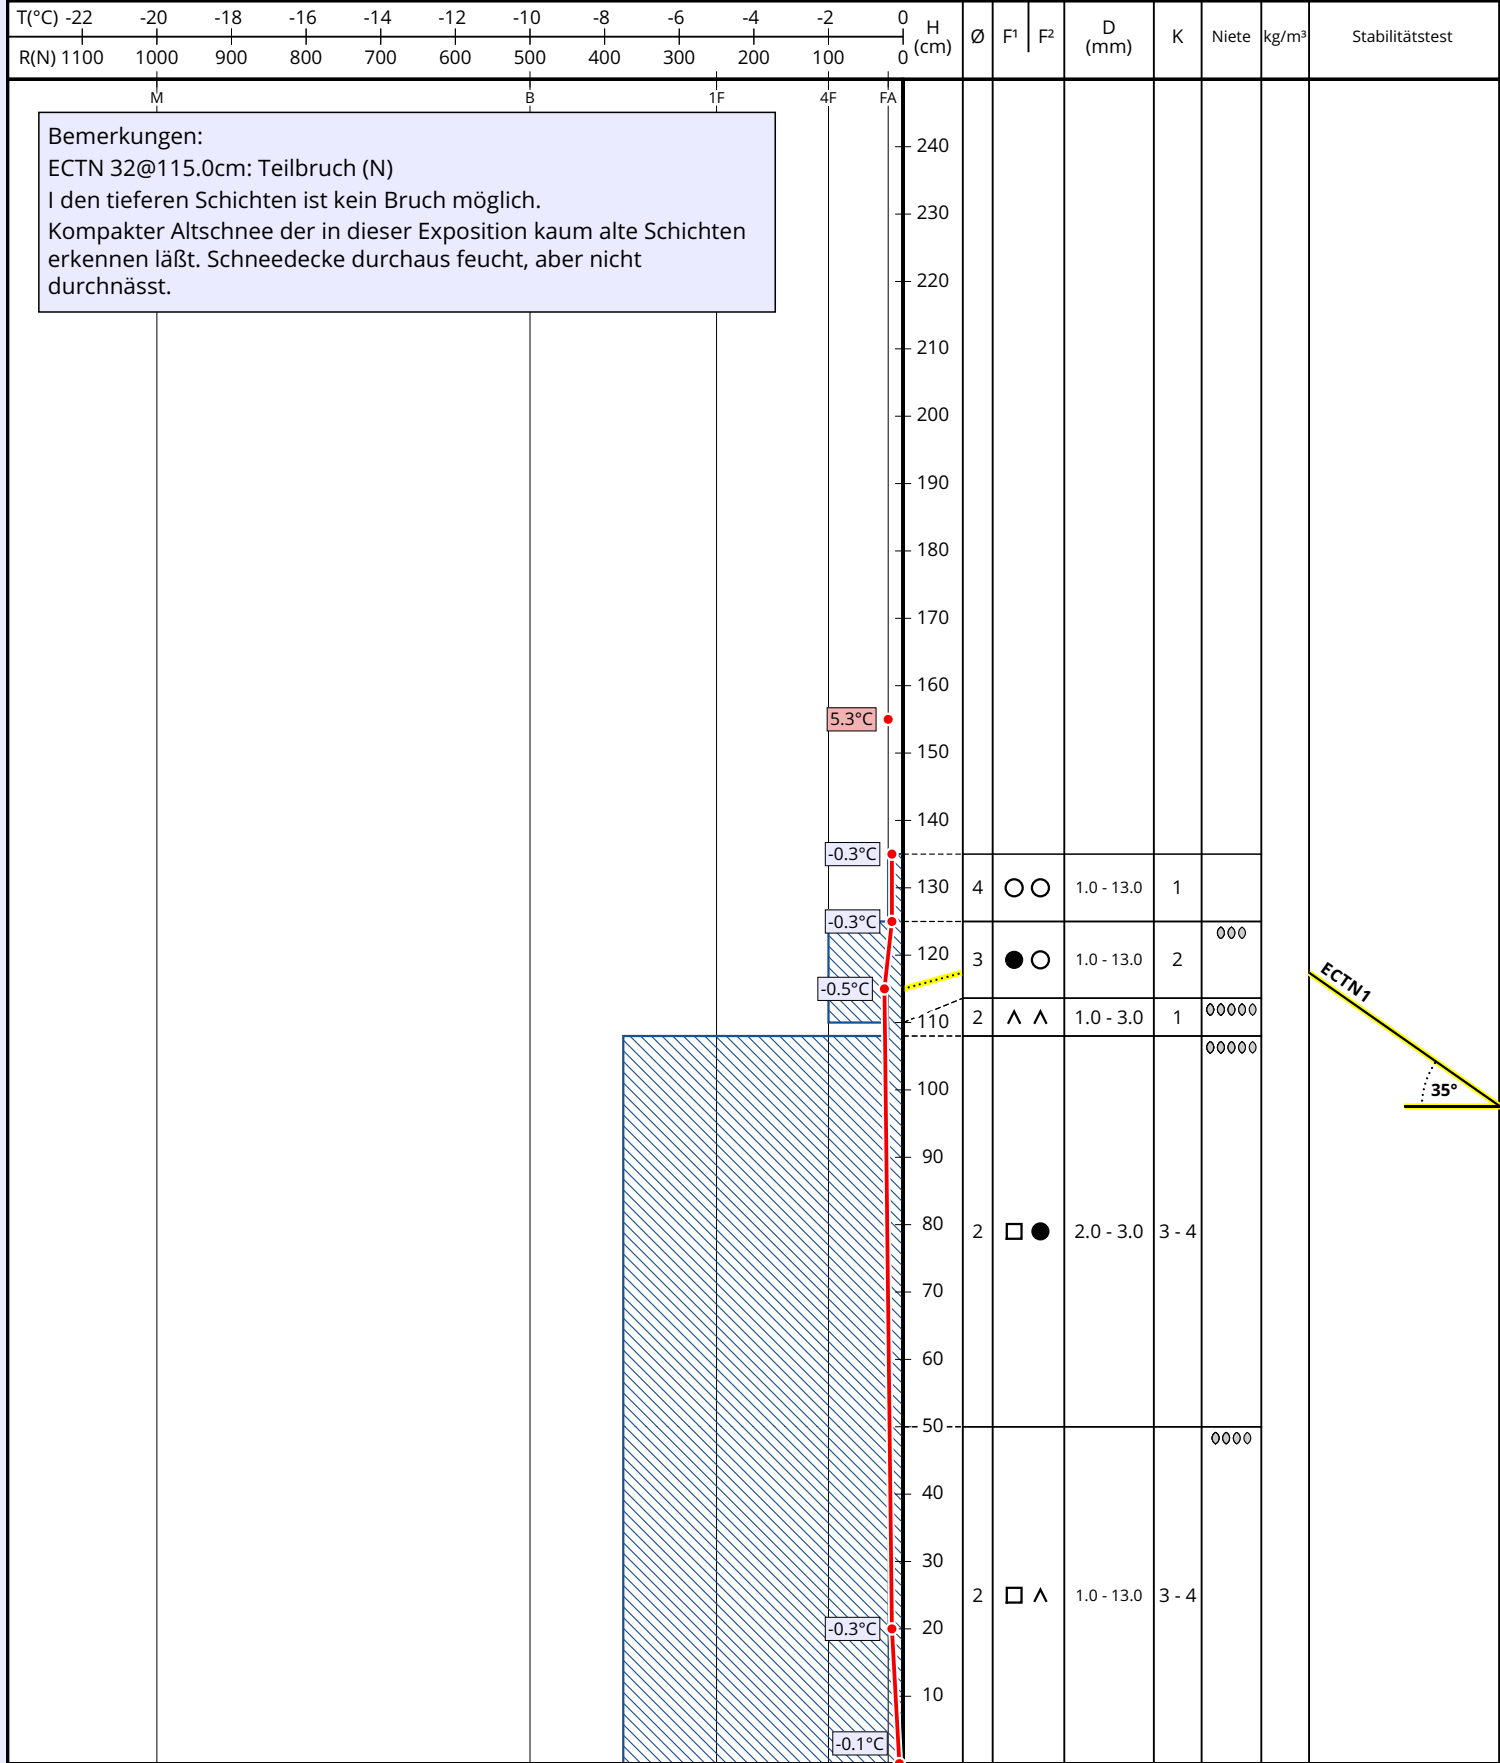 T(°C) -22 -20 -18 -16 -14 -12 -10 -8 -6 -4 -2 0
R(N) 1100 1000 900 800 700 600 500 400 300 200 100 0
H (cm) Ø F¹ F² D (mm) K Niete kg/m³ Stabilitätstest
M B 1F 4F FA
Bemerkungen:
ECTN 32@115.0cm: Teilbruch (N)
I den tieferen Schichten ist kein Bruch möglich.
Kompakter Altschnee der in dieser Exposition kaum alte Schichten
erkennen läßt. Schneedecke durchaus feucht, aber nicht
durchnässt.
240
230
220
210
200
190
180
170
160
5.3°C
150
140
-0.3°C
130 4 1.0 - 13.0 1
-0.3°C
120 3 1.0 - 13.0 2
ECTN1
-0.5°C
110 2 1.0 - 3.0 1
100
35°
90
80 2 2.0 - 3.0 3 - 4
70
60
50
40
30
2 1.0 - 13.0 3 - 4
-0.3°C 20
10
-0.1°C